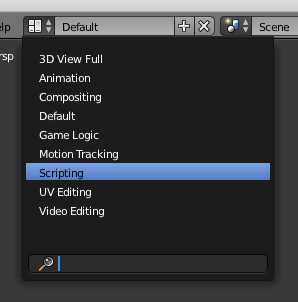 elp Default Scene
rsp
3D View Full
Animation
Compositing
Default
Game Logic
Motion Tracking
Scripting
UV Editing
Video Editing